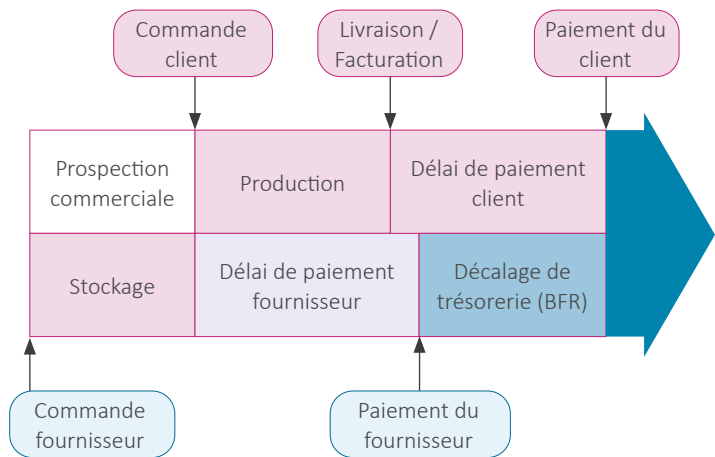 Commande
client
Livraison /
Facturation
Paiement du
client
Prospection
commerciale
Production
Délai de paiement
client
Stockage
Délai de paiement
fournisseur
Décalage de
trésorerie (BFR)
Commande
fournisseur
Paiement du
fournisseur